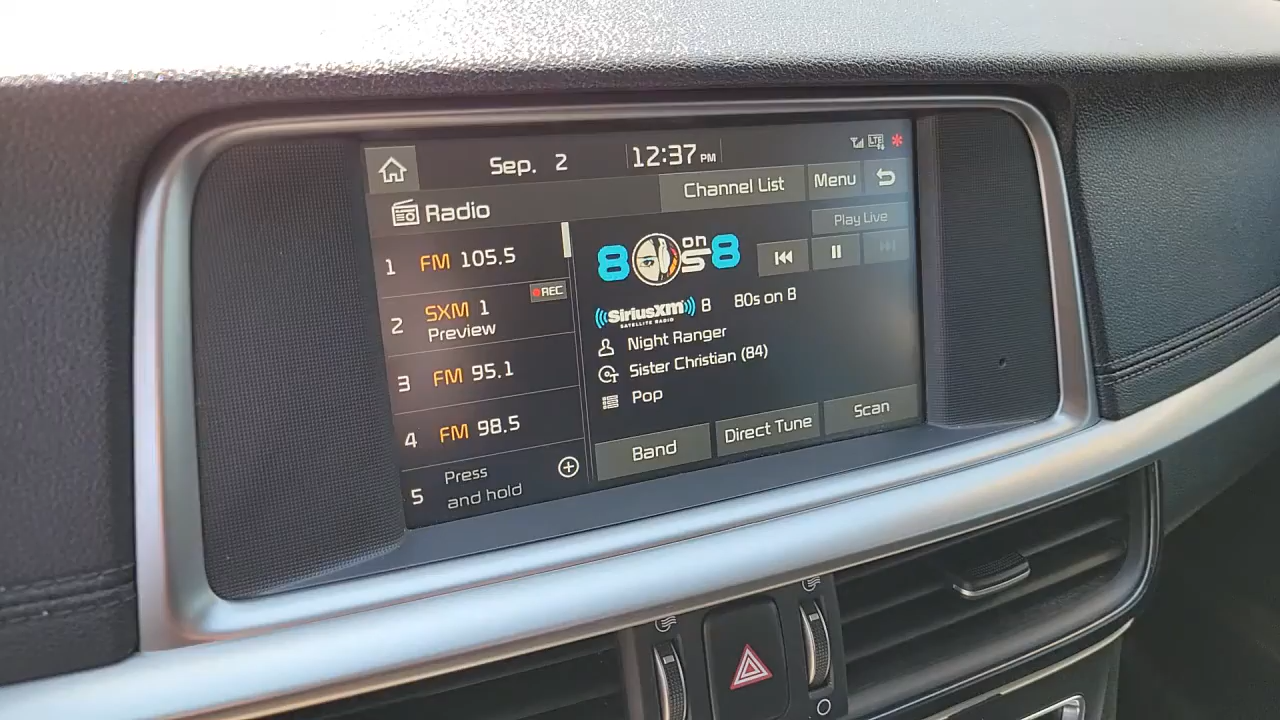 Sep. 2
12:37 PM
LTE
Channel List
Menu
Radio
Play Live
1 FM 105.5
REC
2 SXM 1
Preview
3 FM 95.1
4 FM 98.5
5 Press
and hold
8 on 8
SiriusXM 8 80s on 8
SATELLITE RADIO
Night Ranger
Sister Christian (84)
Pop
Band
Direct Tune
Scan